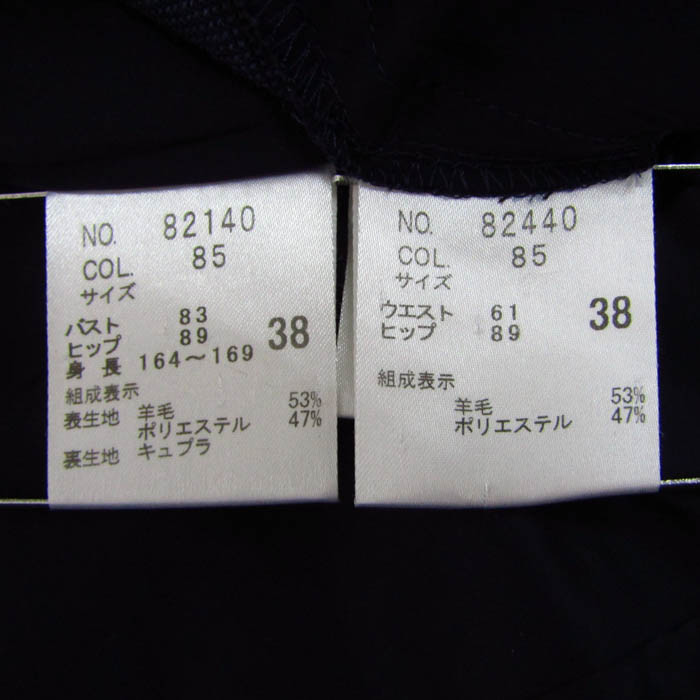 NO. 82140
COL. 85
サイズ
バスト 83
ヒップ 89
身長 164～169
38
組成表示
表生地 羊毛 53%
ポリエステル 47%
裏生地 キュプラ
NO. 82440
COL. 85
サイズ
ウエスト 61
ヒップ 89
38
組成表示
羊毛 53%
ポリエステル 47%